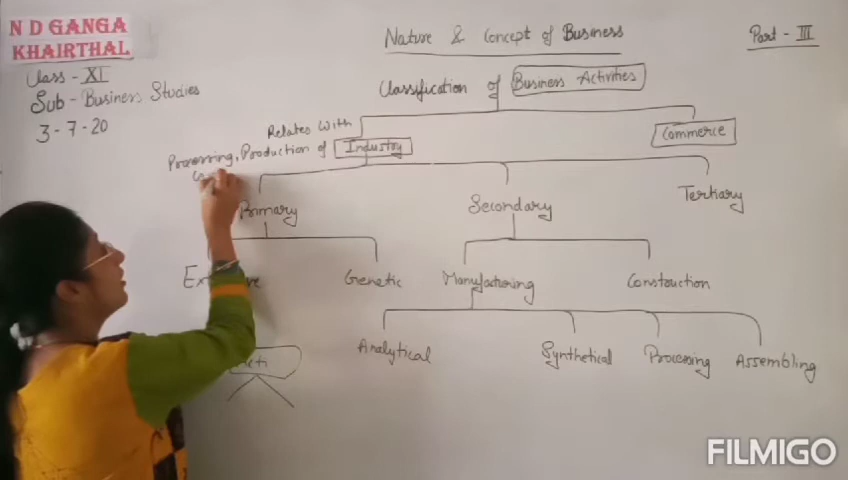 N D GANGA
KHAIRTHAL
Class - XI
Sub - Business Studies
3-7-20
Nature & Concept of Business
Part - III
Classification of Business Activities
Relates with
Processing, Production of
Industry
Commerce
Primary
Secondary
Tertiary
Genetic
Manufacturing
Construction
Analytical
Synthetical
Processing
Assembling
FILMIGO